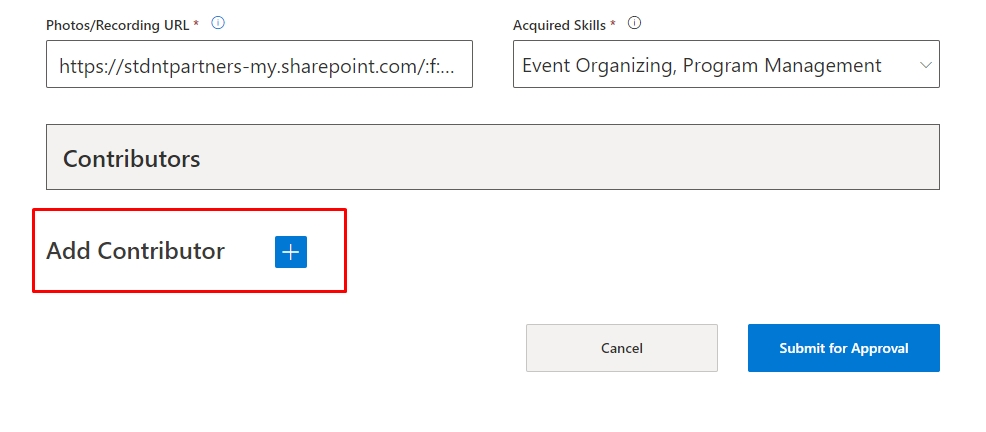 Photos/Recording URL *
Acquired Skills *
https://stdntpartners-my.sharepoint.com/:f:...
Event Organizing, Program Management
Contributors
Add Contributor
Cancel
Submit for Approval